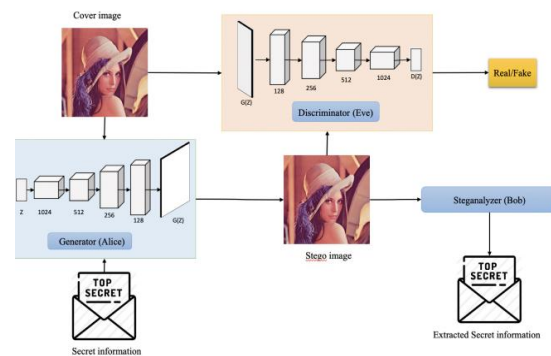 Cover image
G(Z)
128
256
512
1024
D(Z)
Discriminator (Eve)
Real/Fake
Z
1024
512
256
128
G(Z)
Generator (Alice)
Stego image
Steganalyzer (Bob)
TOP
SECRET
Secret information
TOP
SECRET
Extracted Secret information